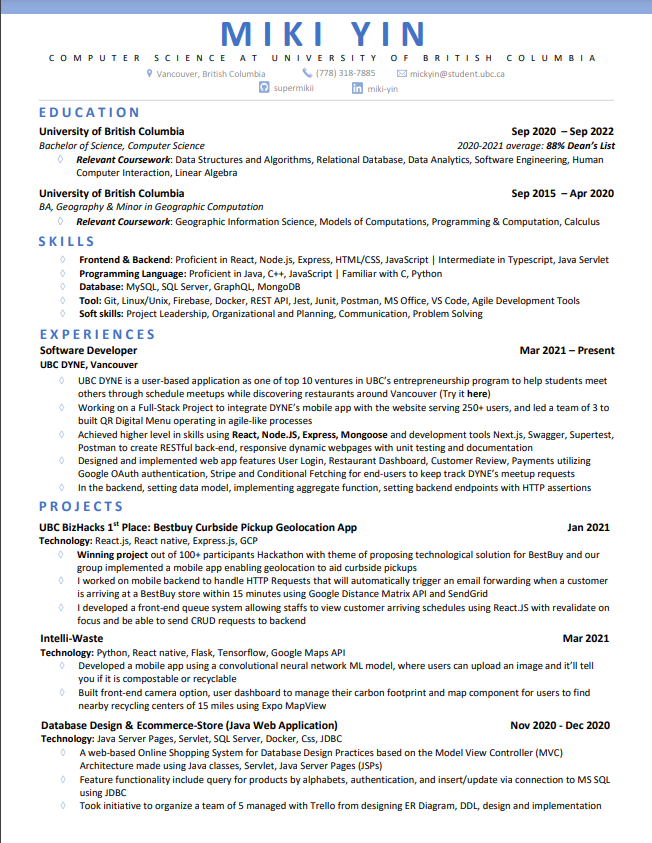 MIKI YIN
COMPUTER SCIENCE AT UNIVERSITY OF BRITISH COLUMBIA
Vancouver, British Columbia (778) 318-7885 mickyin@student.ubc.ca
supermikii miki-yin
EDUCATION
University of British Columbia Sep 2020 – Sep 2022
Bachelor of Science, Computer Science 2020-2021 average: 88% Dean's List
◊ Relevant Coursework: Data Structures and Algorithms, Relational Database, Data Analytics, Software Engineering, Human
Computer Interaction, Linear Algebra
University of British Columbia Sep 2015 – Apr 2020
BA, Geography & Minor in Geographic Computation
◊ Relevant Coursework: Geographic Information Science, Models of Computations, Programming & Computation, Calculus
SKILLS
◊ Frontend & Backend: Proficient in React, Node.js, Express, HTML/CSS, JavaScript | Intermediate in Typescript, Java Servlet
◊ Programming Language: Proficient in Java, C++, JavaScript | Familiar with C, Python
◊ Database: MySQL, SQL Server, GraphQL, MongoDB
◊ Tool: Git, Linux/Unix, Firebase, Docker, REST API, Jest, Junit, Postman, MS Office, VS Code, Agile Development Tools
◊ Soft skills: Project Leadership, Organizational and Planning, Communication, Problem Solving
EXPERIENCES
Software Developer Mar 2021 – Present
UBC DYNE, Vancouver
◊ UBC DYNE is a user-based application as one of top 10 ventures in UBC's entrepreneurship program to help students meet
others through schedule meetups while discovering restaurants around Vancouver (Try it here)
◊ Working on a Full-Stack Project to integrate DYNE's mobile app with the website serving 250+ users, and led a team of 3 to
built QR Digital Menu operating in agile-like processes
◊ Achieved higher level in skills using React, Node.JS, Express, Mongoose and development tools Next.js, Swagger, Supertest,
Postman to create RESTful back-end, responsive dynamic webpages with unit testing and documentation
◊ Designed and implemented web app features User Login, Restaurant Dashboard, Customer Review, Payments utilizing
Google OAuth authentication, Stripe and Conditional Fetching for end-users to keep track DYNE's meetup requests
◊ In the backend, setting data model, implementing aggregate function, setting backend endpoints with HTTP assertions
PROJECTS
UBC BizHacks 1st Place: Bestbuy Curbside Pickup Geolocation App Jan 2021
Technology: React.js, React native, Express.js, GCP
◊ Winning project out of 100+ participants Hackathon with theme of proposing technological solution for BestBuy and our
group implemented a mobile app enabling geolocation to aid curbside pickups
◊ I worked on mobile backend to handle HTTP Requests that will automatically trigger an email forwarding when a customer
is arriving at a BestBuy store within 15 minutes using Google Distance Matrix API and SendGrid
◊ I developed a front-end queue system allowing staffs to view customer arriving schedules using React.JS with revalidate on
focus and be able to send CRUD requests to backend
Intelli-Waste Mar 2021
Technology: Python, React native, Flask, Tensorflow, Google Maps API
◊ Developed a mobile app using a convolutional neural network ML model, where users can upload an image and it'll tell
you if it is compostable or recyclable
◊ Built front-end camera option, user dashboard to manage their carbon footprint and map component for users to find
nearby recycling centers of 15 miles using Expo MapView
Database Design & Ecommerce-Store (Java Web Application) Nov 2020 - Dec 2020
Technology: Java Server Pages, Servlet, SQL Server, Docker, Css, JDBC
◊ A web-based Online Shopping System for Database Design Practices based on the Model View Controller (MVC)
Architecture made using Java classes, Servlet, Java Server Pages (JSPs)
◊ Feature functionality include query for products by alphabets, authentication, and insert/update via connection to MS SQL
using JDBC
◊ Took initiative to organize a team of 5 managed with Trello from designing ER Diagram, DDL, design and implementation